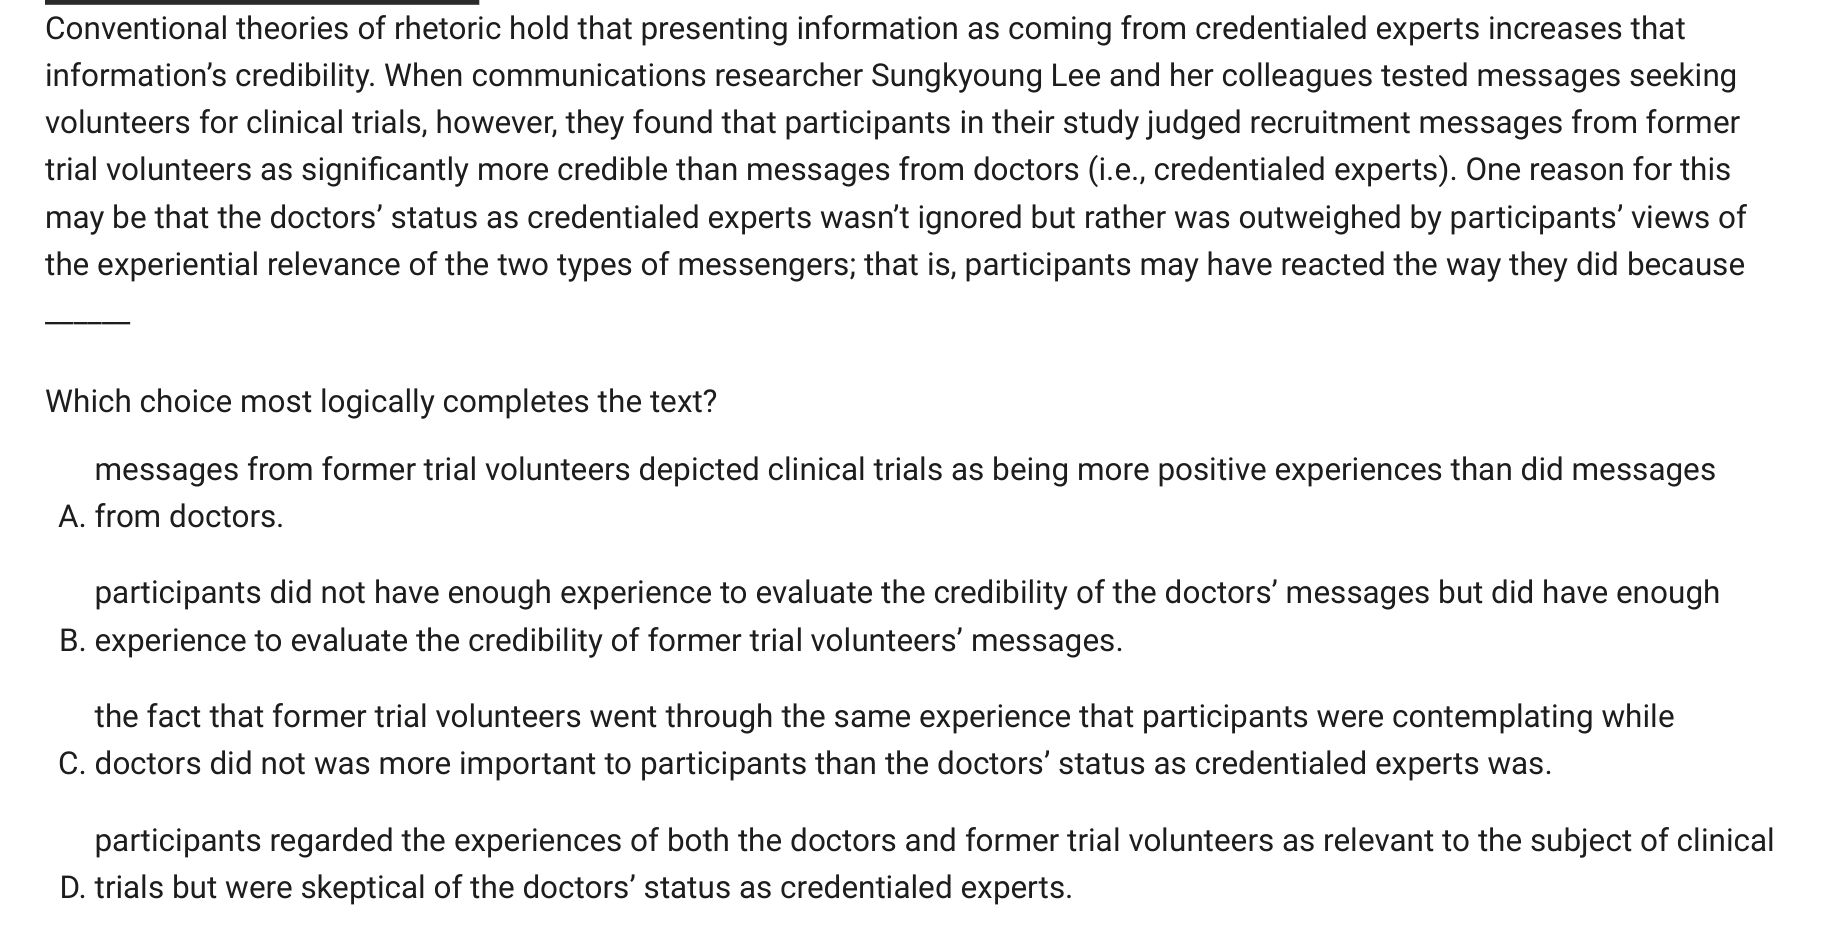 Conventional theories of rhetoric hold that presenting information as coming from credentialed experts increases that
information’s credibility. When communications researcher Sungkyoung Lee and her colleagues tested messages seeking
volunteers for clinical trials, however, they found that participants in their study judged recruitment messages from former
trial volunteers as significantly more credible than messages from doctors (i.e., credentialed experts). One reason for this
may be that the doctors’ status as credentialed experts wasn’t ignored but rather was outweighed by participants’ views of
the experiential relevance of the two types of messengers; that is, participants may have reacted the way they did because
______
Which choice most logically completes the text?
messages from former trial volunteers depicted clinical trials as being more positive experiences than did messages
A. from doctors.
participants did not have enough experience to evaluate the credibility of the doctors’ messages but did have enough
B. experience to evaluate the credibility of former trial volunteers’ messages.
the fact that former trial volunteers went through the same experience that participants were contemplating while
C. doctors did not was more important to participants than the doctors’ status as credentialed experts was.
participants regarded the experiences of both the doctors and former trial volunteers as relevant to the subject of clinical
D. trials but were skeptical of the doctors’ status as credentialed experts.